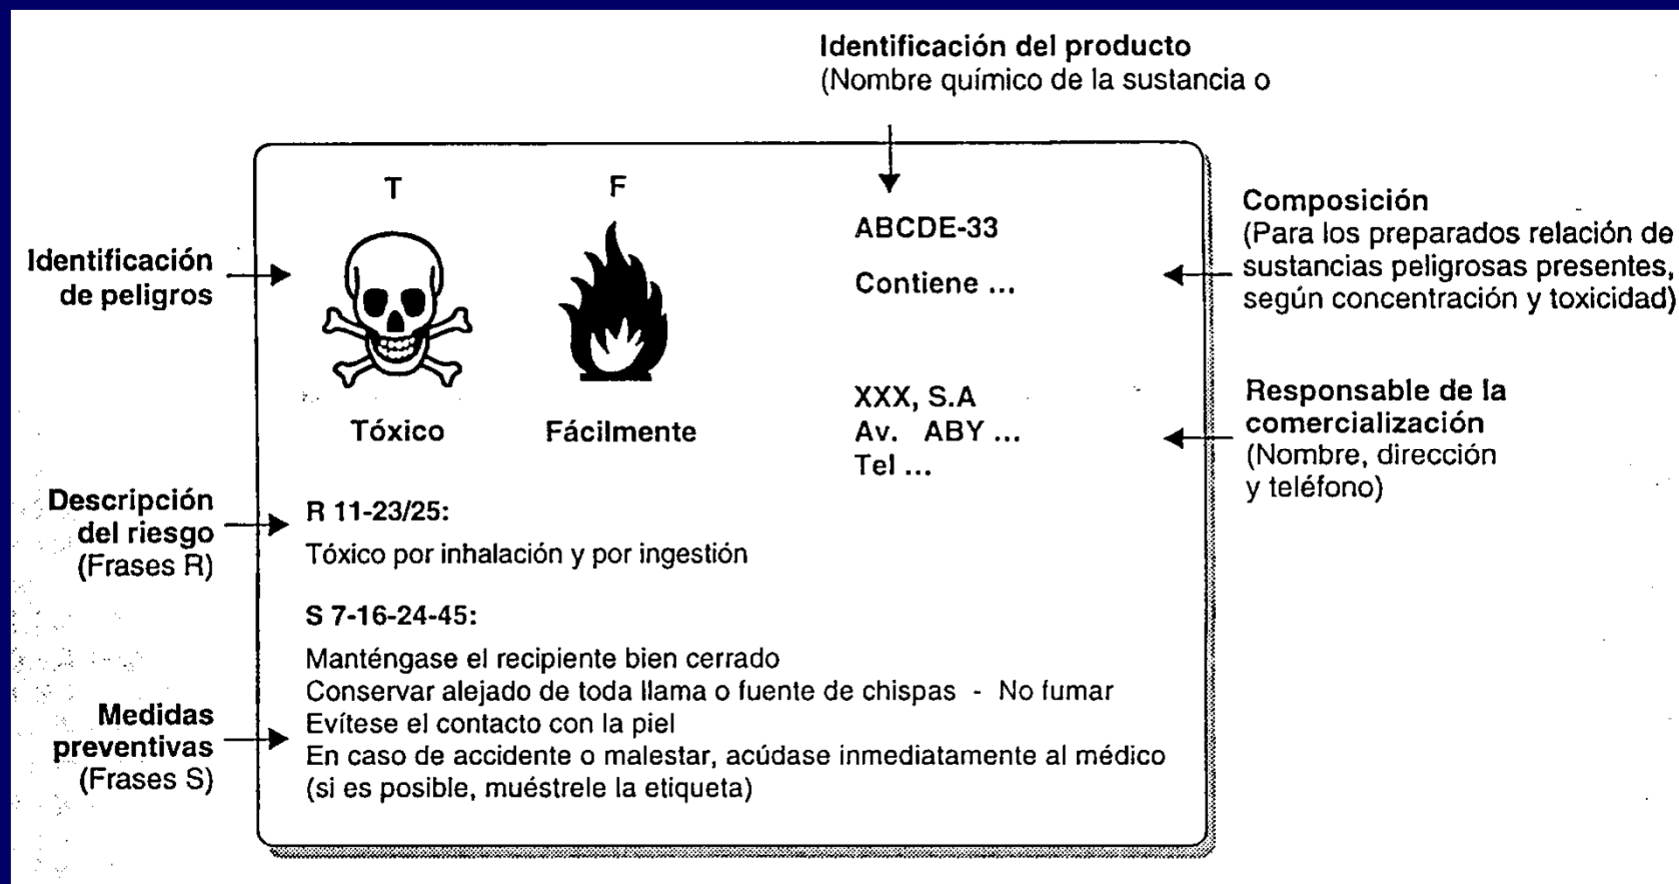 Identificación del producto
(Nombre químico de la sustancia o
T
F
ABCDE-33
Contiene ...
Identificación
de peligros
Composición
(Para los preparados relación de
sustancias peligrosas presentes,
según concentración y toxicidad)
Tóxico
Fácilmente
XXX, S.A
Av. ABY ...
Tel ...
Responsable de la
comercialización
(Nombre, dirección
y teléfono)
Descripción
del riesgo
(Frases R)
R 11-23/25:
Tóxico por inhalación y por ingestión
S 7-16-24-45:
Manténgase el recipiente bien cerrado
Conservar alejado de toda llama o fuente de chispas - No fumar
Evítese el contacto con la piel
En caso de accidente o malestar, acúdase inmediatamente al médico
(si es posible, muéstrele la etiqueta)
Medidas
preventivas
(Frases S)